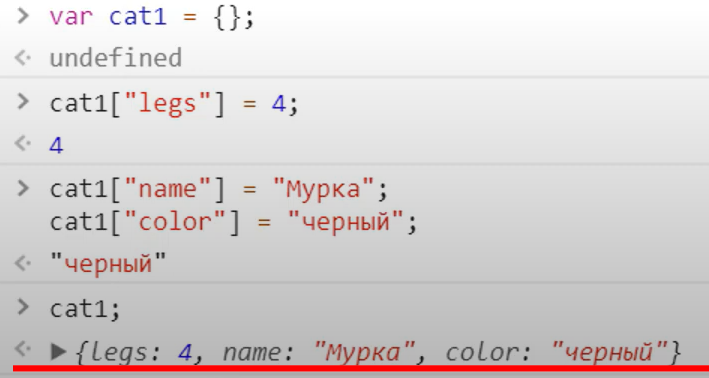 > var cat1 = {};
<· undefined
> cat1["legs"] = 4;
<· 4
> cat1["name"] = "Мурка";
cat1["color"] = "черный";
<· "черный"
> cat1;
<· ▶ {legs: 4, name: "Мурка", color: "черный"}